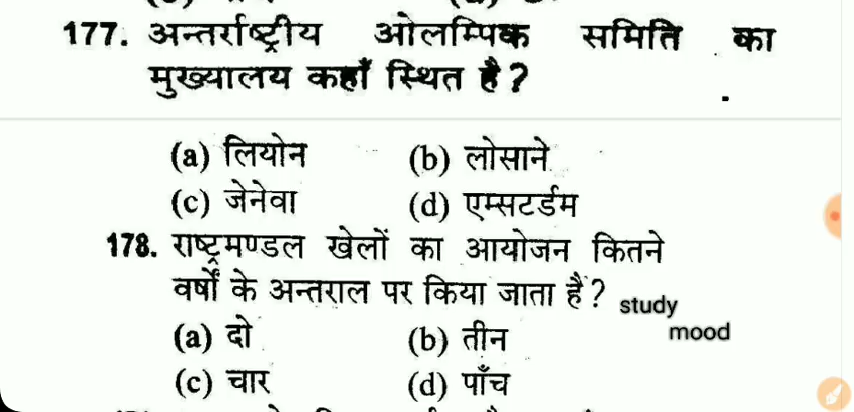 177. अन्तर्राष्ट्रीय ओलम्पिक समिति का
मुख्यालय कहाँ स्थित है ?
(a) लियोन (b) लोसाने
(c) जेनेवा (d) एम्सटर्डम
178. राष्ट्रमण्डल खेलों का आयोजन कितने
वर्षों के अन्तराल पर किया जाता है ?
study
mood
(a) दो (b) तीन
(c) चार (d) पाँच